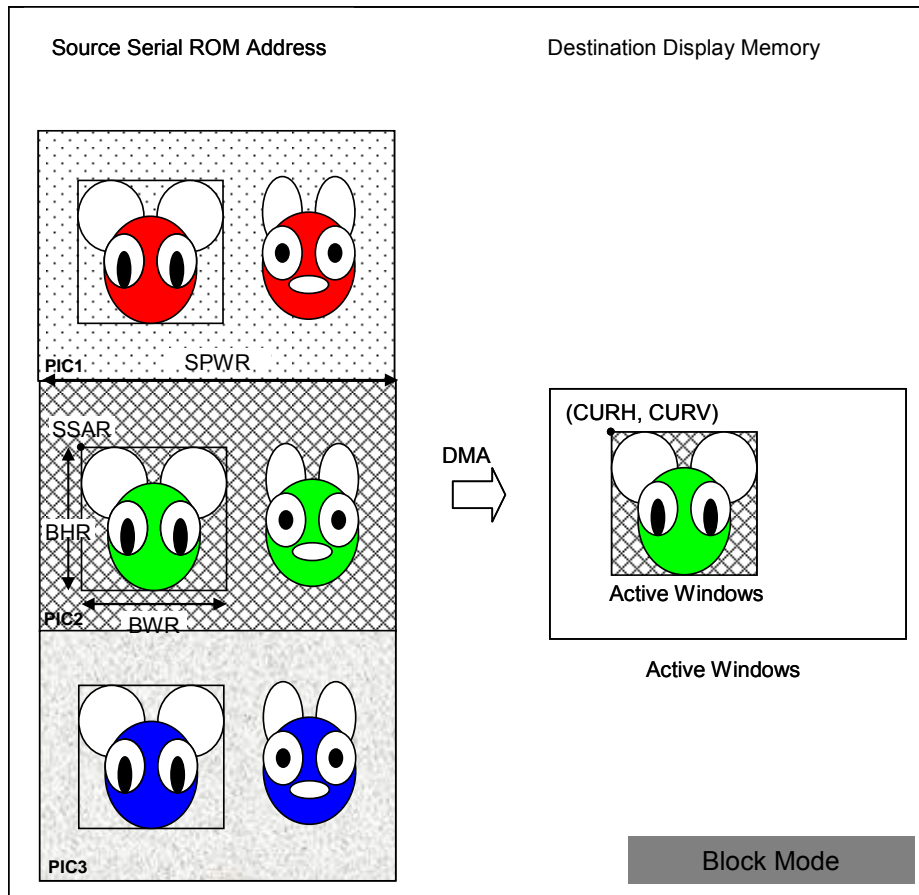 Source Serial ROM Address
Destination Display Memory
PIC1
SPWR
SSAR
BHR
PIC2
BWR
PIC3
DMA
(CURH, CURV)
Active Windows
Active Windows
Block Mode